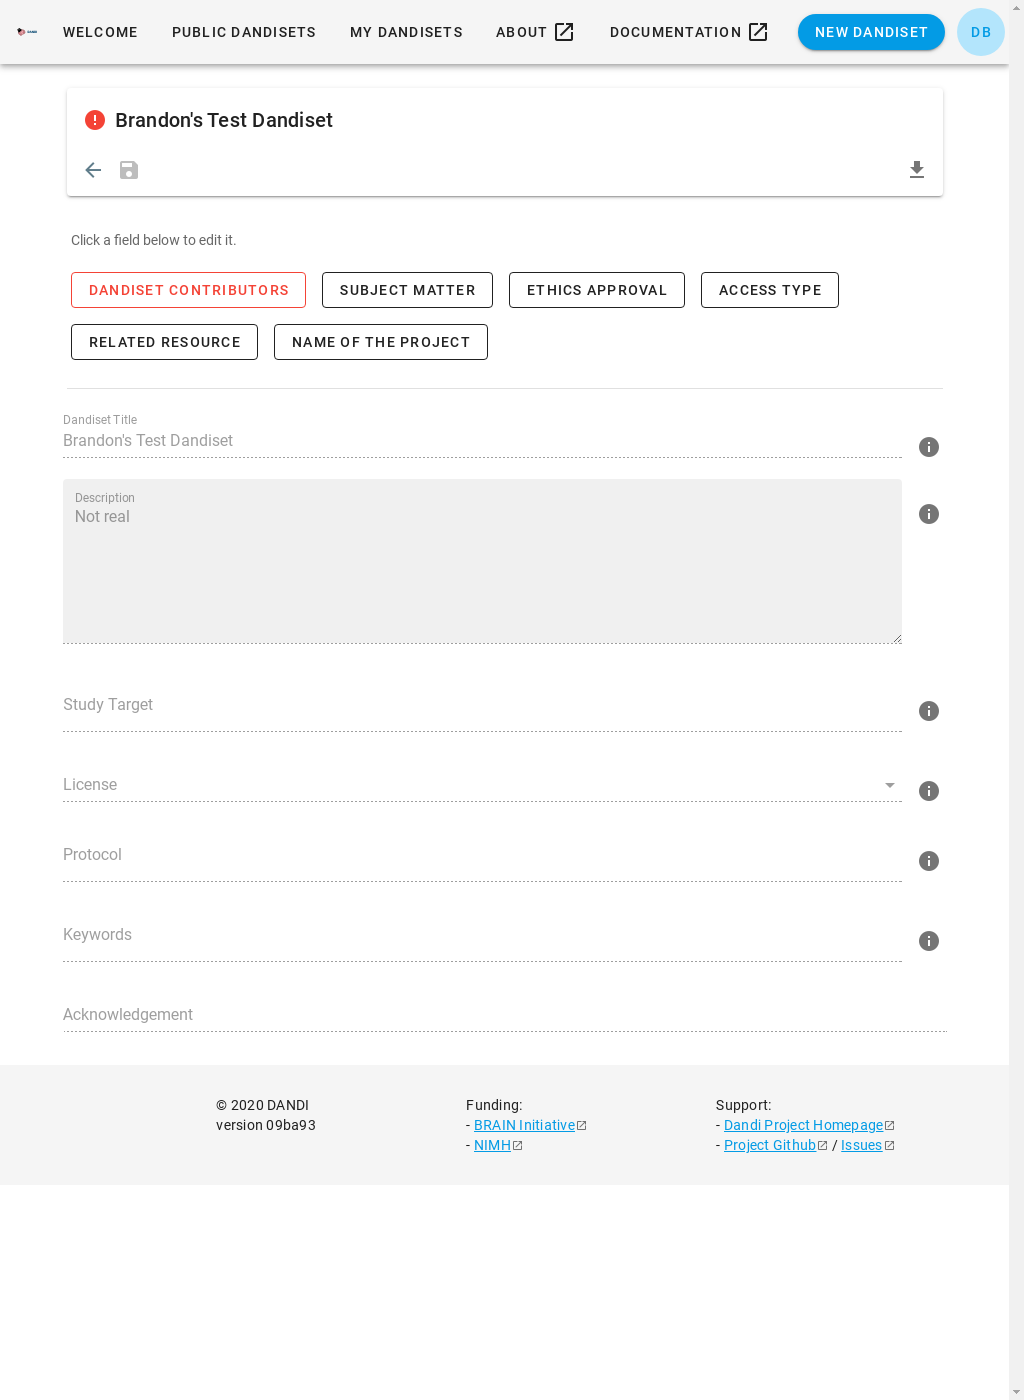 WELCOME PUBLIC DANDISETS MY DANDISETS ABOUT DOCUMENTATION NEW DANDISET DB
Brandon's Test Dandiset
Click a field below to edit it.
DANDISET CONTRIBUTORS SUBJECT MATTER ETHICS APPROVAL ACCESS TYPE
RELATED RESOURCE NAME OF THE PROJECT
Dandiset Title
Brandon's Test Dandiset
Description
Not real
Study Target
License
Protocol
Keywords
Acknowledgement
© 2020 DANDI
version 09ba93
Funding:
- BRAIN Initiative
- NIMH
Support:
- Dandi Project Homepage
- Project Github / Issues